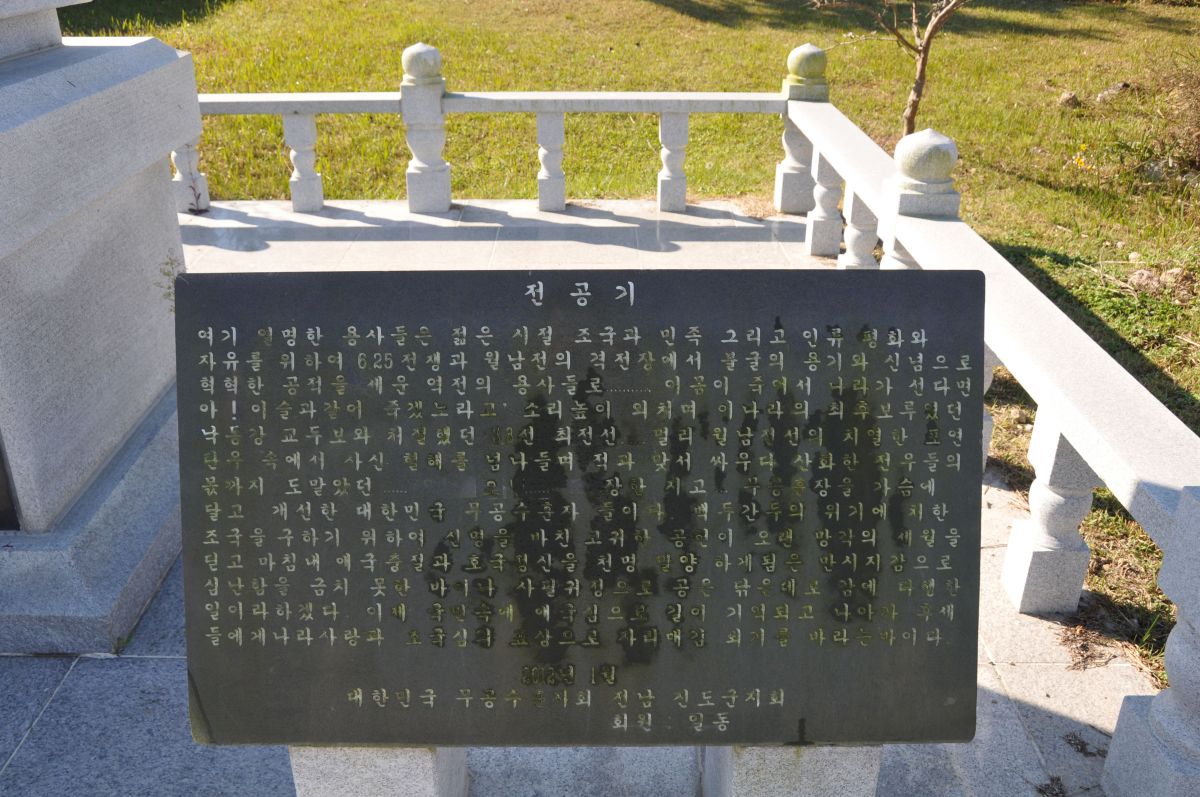 전 공 기
여기 일명한 용사들은 젊은 시절 조국과 민족 그리고 인류 평화와
자유를 위하여 6.25전쟁과 월남전의 격전장에서 불굴의 용기와 신념으로
혁혁한 공적을 세운 역전의 용사들로......... 이몸이 죽어서 나라가 선다면
아! 이슬과같이 죽겠노라고 소리높이 외치며 이나라의 최후보루였던
낙동강 교두보와 처절했던 최전선 멀리 월남전선의 치열한 포연
탄우 속에서 사선 혈해를 넘나들며 적과 맞서 싸우다 산화한 전우들의
몫까지 도맡았던 장한 지고 무공훈장을 가슴에
달고 개선한 대한민국 무공수훈자 들이다 백두간두의 위기에 처한
조국을 구하기 위하여 신명을 바친 고귀한 공헌이 오랜 망각의 세월을
딛고 마침내 애국충절과 호국정신을 천명 밀양 하게됨을 만시지감으로
심난함을 금치 못한 바이나 사필귀정으로 공은 닦은데로 감에 다행한
일이라하겠다 이제 국민속에 애국심으로 길이 기억되고 나아가 후세
들에게나라사랑과 조국심의 표상으로 자리매김 되기를 바라는바이다.
2012년 1월
대한민국 무공수훈자회 전남 진도군지회
회원 : 일동